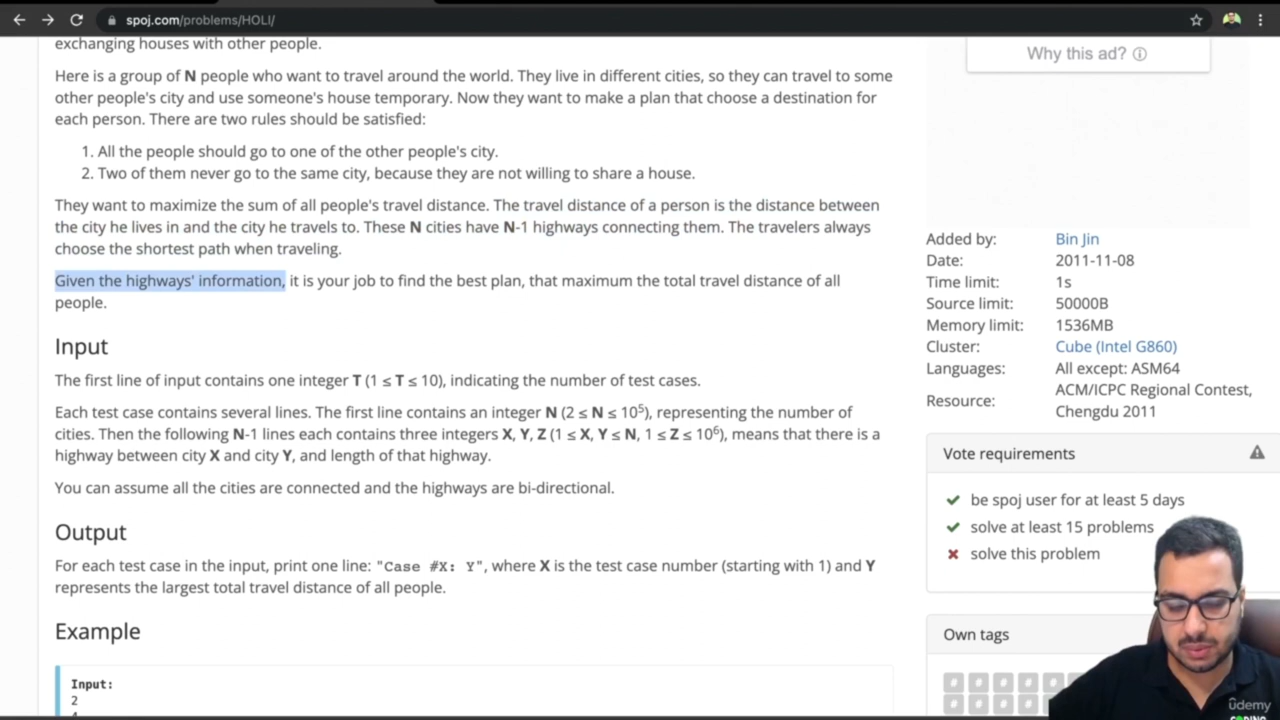 spoj.com/problems/HOLI/
Why this ad?
exchanging houses with other people.
Here is a group of N people who want to travel around the world. They live in different cities, so they can travel to some
other people's city and use someone's house temporary. Now they want to make a plan that choose a destination for
each person. There are two rules should be satisfied:
1. All the people should go to one of the other people's city.
2. Two of them never go to the same city, because they are not willing to share a house.
They want to maximize the sum of all people's travel distance. The travel distance of a person is the distance between
the city he lives in and the city he travels to. These N cities have N-1 highways connecting them. The travelers always
choose the shortest path when traveling.
Given the highways' information, it is your job to find the best plan, that maximum the total travel distance of all
people.
Input
The first line of input contains one integer T (1 ≤ T ≤ 10), indicating the number of test cases.
Each test case contains several lines. The first line contains an integer N (2 ≤ N ≤ 10⁵), representing the number of
cities. Then the following N-1 lines each contains three integers X, Y, Z (1 ≤ X, Y ≤ N, 1 ≤ Z ≤ 10⁶), means that there is a
highway between city X and city Y, and length of that highway.
You can assume all the cities are connected and the highways are bi-directional.
Output
For each test case in the input, print one line: "Case #X: Y", where X is the test case number (starting with 1) and Y
represents the largest total travel distance of all people.
Example
Input:
2
Added by: Bin Jin
Date: 2011-11-08
Time limit: 1s
Source limit: 50000B
Memory limit: 1536MB
Cluster: Cube (Intel G860)
Languages: All except: ASM64
Resource: ACM/ICPC Regional Contest,
Chengdu 2011
Vote requirements
be spoj user for at least 5 days
solve at least 15 problems
solve this problem
Own tags
ûdemy